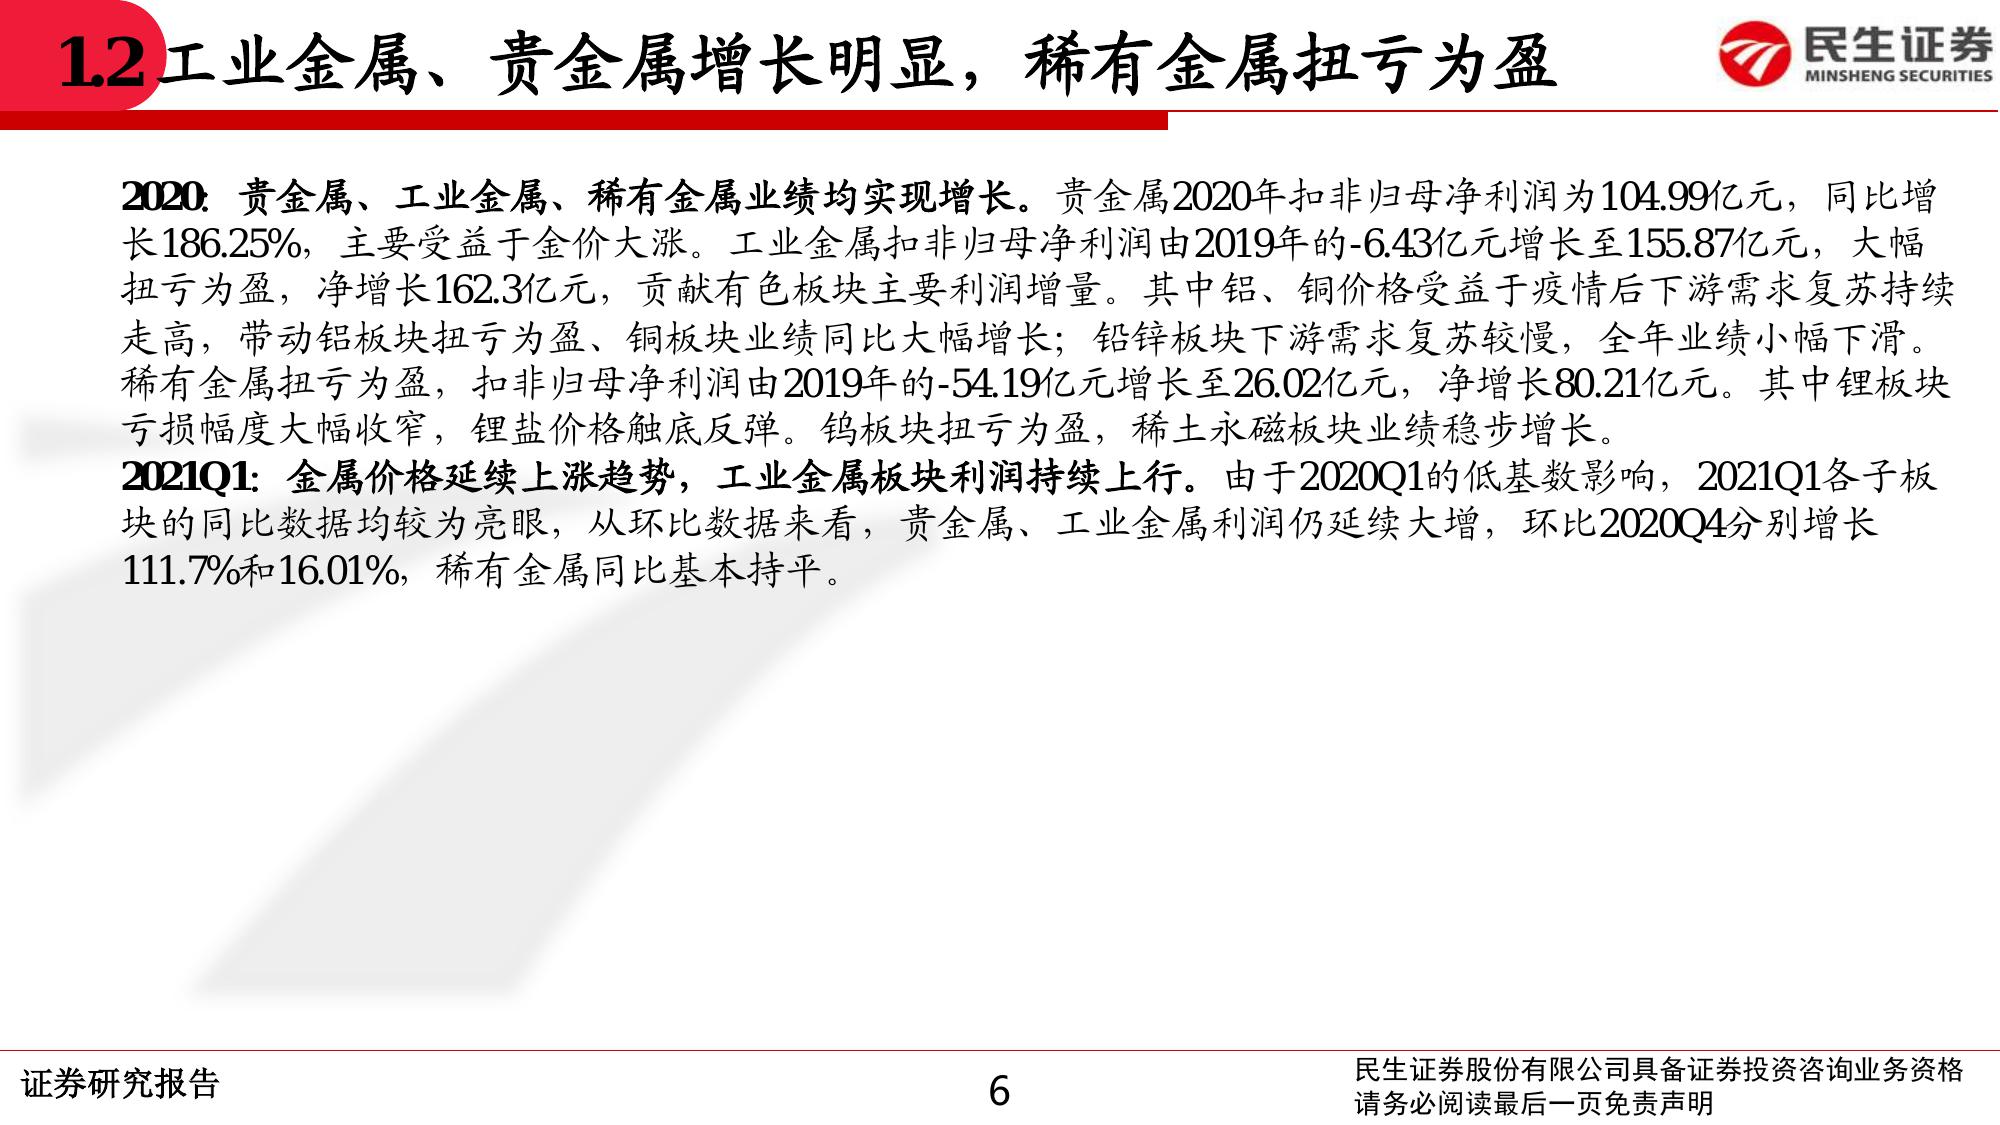 1.2 工业金属、贵金属增长明显，稀有金属扭亏为盈
民生证券
MINSHENG SECURITIES
2020：贵金属、工业金属、稀有金属业绩均实现增长。贵金属2020年扣非归母净利润为104.99亿元，同比增
长186.25%，主要受益于金价大涨。工业金属扣非归母净利润由2019年的-6.43亿元增长至155.87亿元，大幅
扭亏为盈，净增长162.3亿元，贡献有色板块主要利润增量。其中铝、铜价格受益于疫情后下游需求复苏持续
走高，带动铝板块扭亏为盈、铜板块业绩同比大幅增长；铅锌板块下游需求复苏较慢，全年业绩小幅下滑。
稀有金属扭亏为盈，扣非归母净利润由2019年的-54.19亿元增长至26.02亿元，净增长80.21亿元。其中锂板块
亏损幅度大幅收窄，锂盐价格触底反弹。钨板块扭亏为盈，稀土永磁板块业绩稳步增长。
2021Q1：金属价格延续上涨趋势，工业金属板块利润持续上行。由于2020Q1的低基数影响，2021Q1各子板
块的同比数据均较为亮眼，从环比数据来看，贵金属、工业金属利润仍延续大增，环比2020Q4分别增长
111.7%和16.01%，稀有金属同比基本持平。
证券研究报告
6
民生证券股份有限公司具备证券投资咨询业务资格
请务必阅读最后一页免责声明